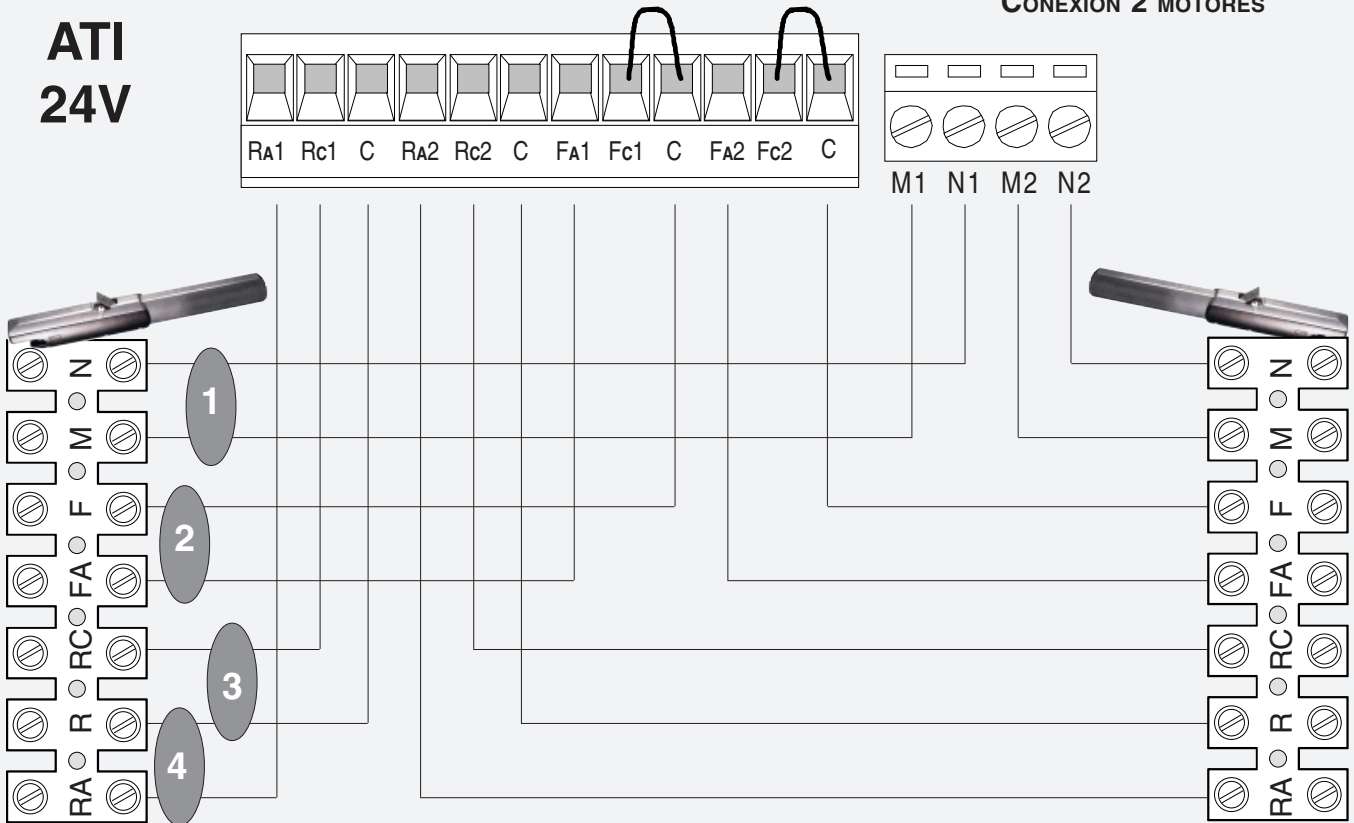 CONEXIÓN 2 MOTORES
ATI
24V
RA1 RC1 C RA2 RC2 C FA1 FC1 C FA2 FC2 C
M1 N1 M2 N2
N
M
F
FA
RC
R
RA
1
2
3
4
N
M
F
FA
RC
R
RA